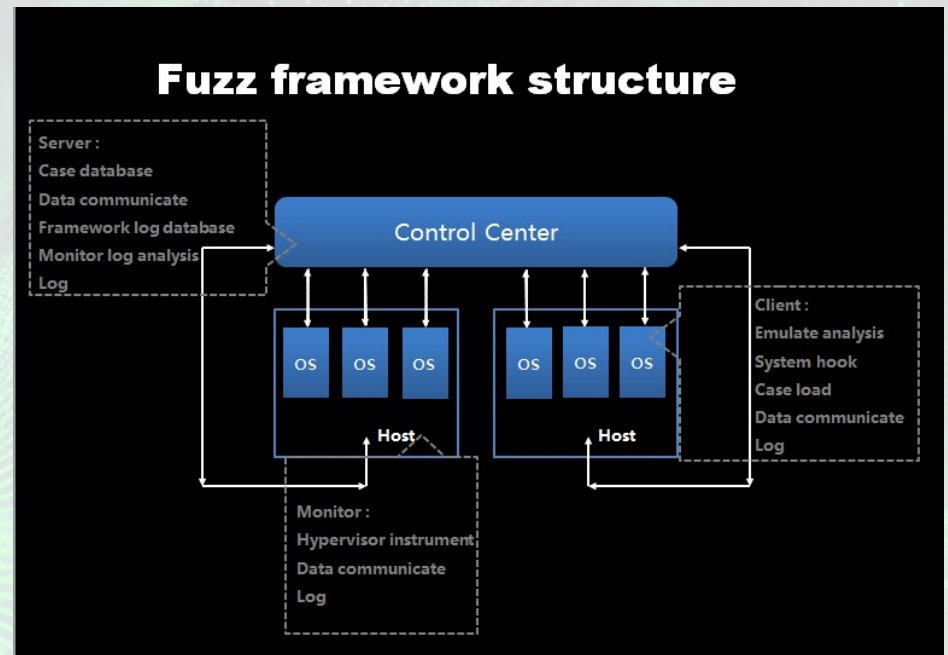 Fuzz framework structure
Server :
Case database
Data communicate
Framework log database
Monitor log analysis
Log
Control Center
Client :
Emulate analysis
System hook
Case load
Data communicate
Log
OS
OS
OS
OS
OS
OS
Host
Host
Monitor :
Hypervisor instrument
Data communicate
Log